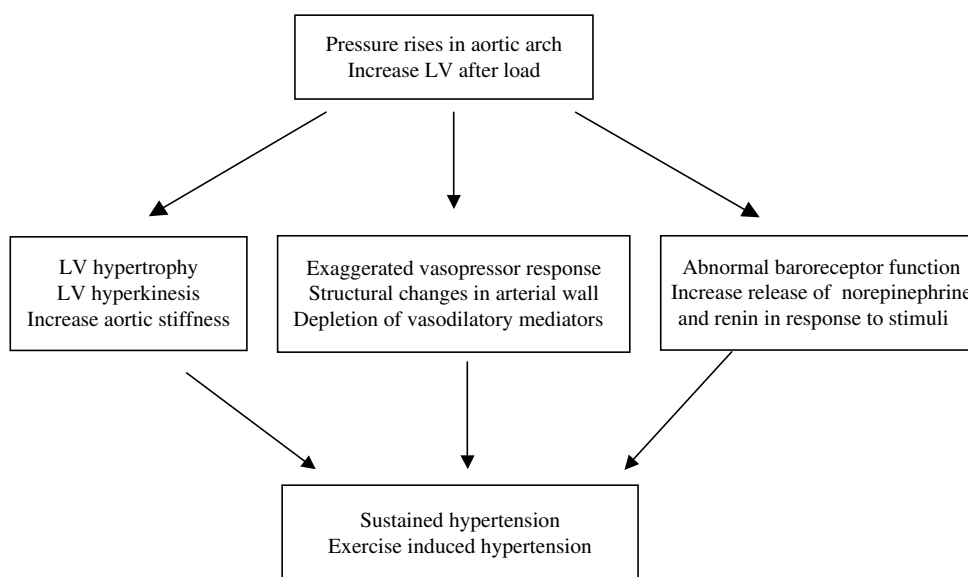 Pressure rises in aortic arch
Increase LV after load
LV hypertrophy
LV hyperkinesis
Increase aortic stiffness
Exaggerated vasopressor response
Structural changes in arterial wall
Depletion of vasodilatory mediators
Abnormal baroreceptor function
Increase release of norepinephrine
and renin in response to stimuli
Sustained hypertension
Exercise induced hypertension